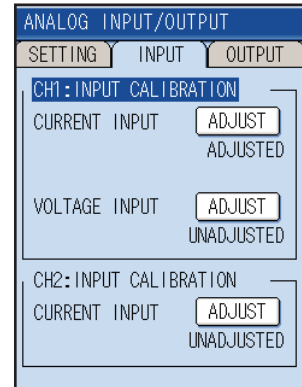 ANALOG INPUT/OUTPUT
SETTING INPUT OUTPUT
CH1:INPUT CALIBRATION
CURRENT INPUT ADJUST
ADJUSTED
VOLTAGE INPUT ADJUST
UNADJUSTED
CH2:INPUT CALIBRATION
CURRENT INPUT ADJUST
UNADJUSTED